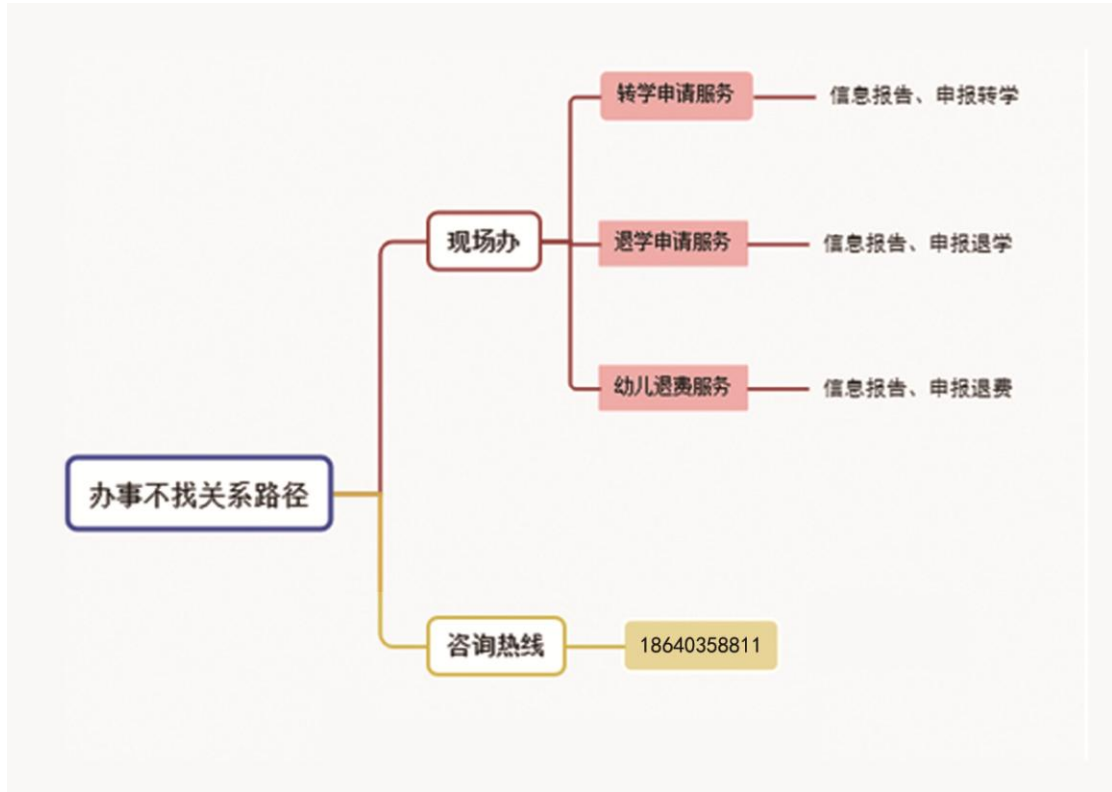 转学申请服务
信息报告、申报转学
现场办
退学申请服务
信息报告、申报退学
幼儿退费服务
信息报告、申报退费
办事不找关系路径
咨询热线
18640358811